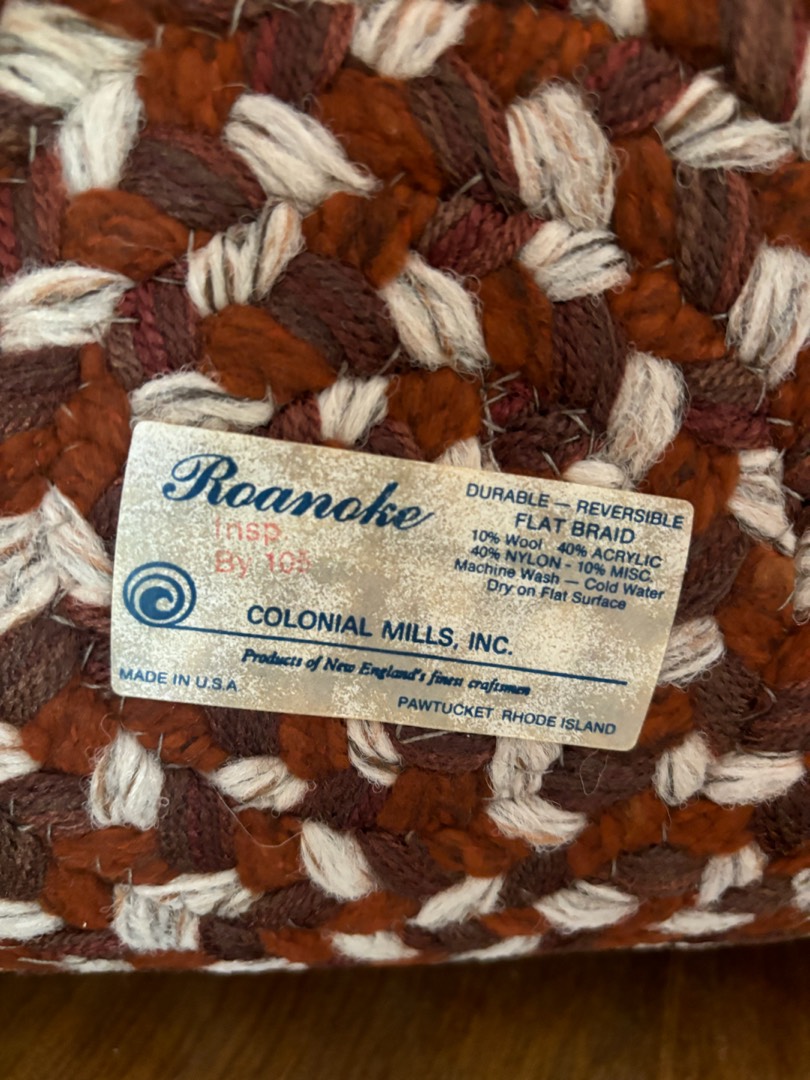 Roanoke
Insp.
By 105
DURABLE — REVERSIBLE
FLAT BRAID
10% Wool 40% ACRYLIC
40% NYLON - 10% MISC.
Machine Wash — Cold Water
Dry on Flat Surface
COLONIAL MILLS, INC.
Products of New England's finest craftsmen
MADE IN U.S.A
PAWTUCKET RHODE ISLAND